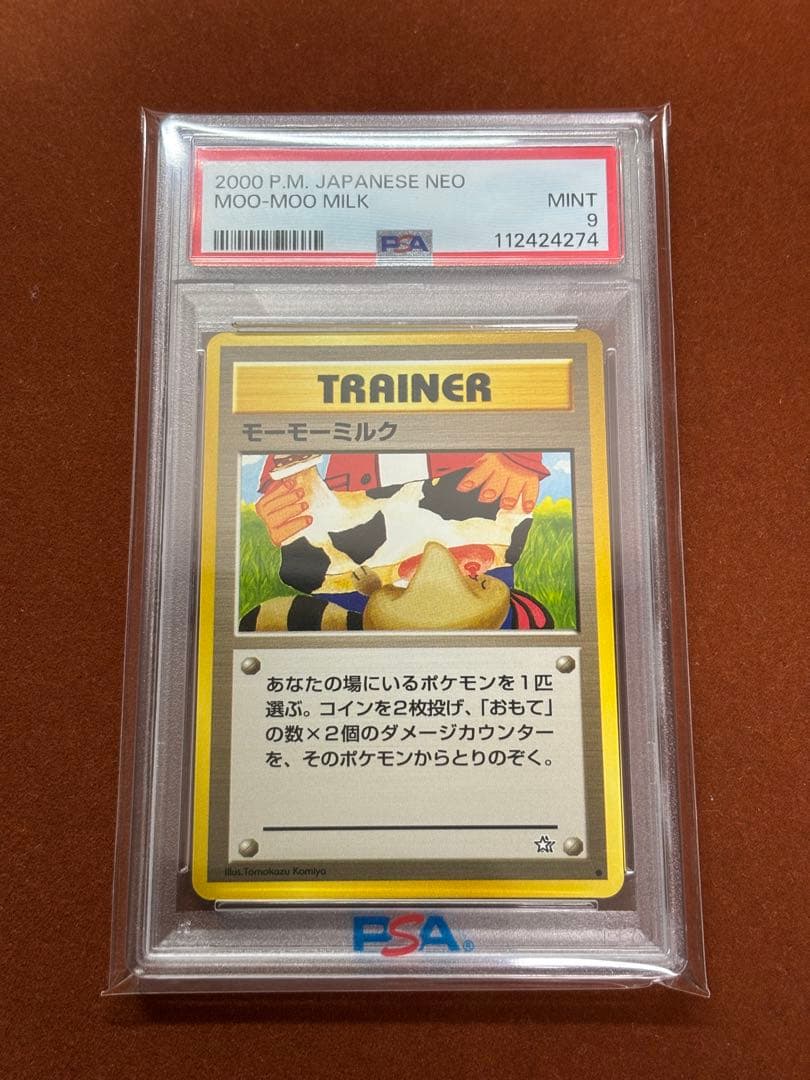 2000 P.M. JAPANESE NEO
MOO-MOO MILK
MINT
9
PSA
112424274
TRAINER
モーモーミルク
あなたの場にいるポケモンを1匹
選ぶ。コインを2枚投げ、「おもて」
の数×2個のダメージカウンター
を、そのポケモンからとりのぞく。
Illus.Tomokazu Komiya
PSA®